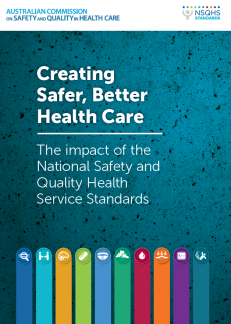 AUSTRALIAN COMMISSION
ON SAFETY AND QUALITY IN HEALTH CARE
NSQHS
STANDARDS
Creating
Safer, Better
Health Care
The impact of the
National Safety and
Quality Health
Service Standards